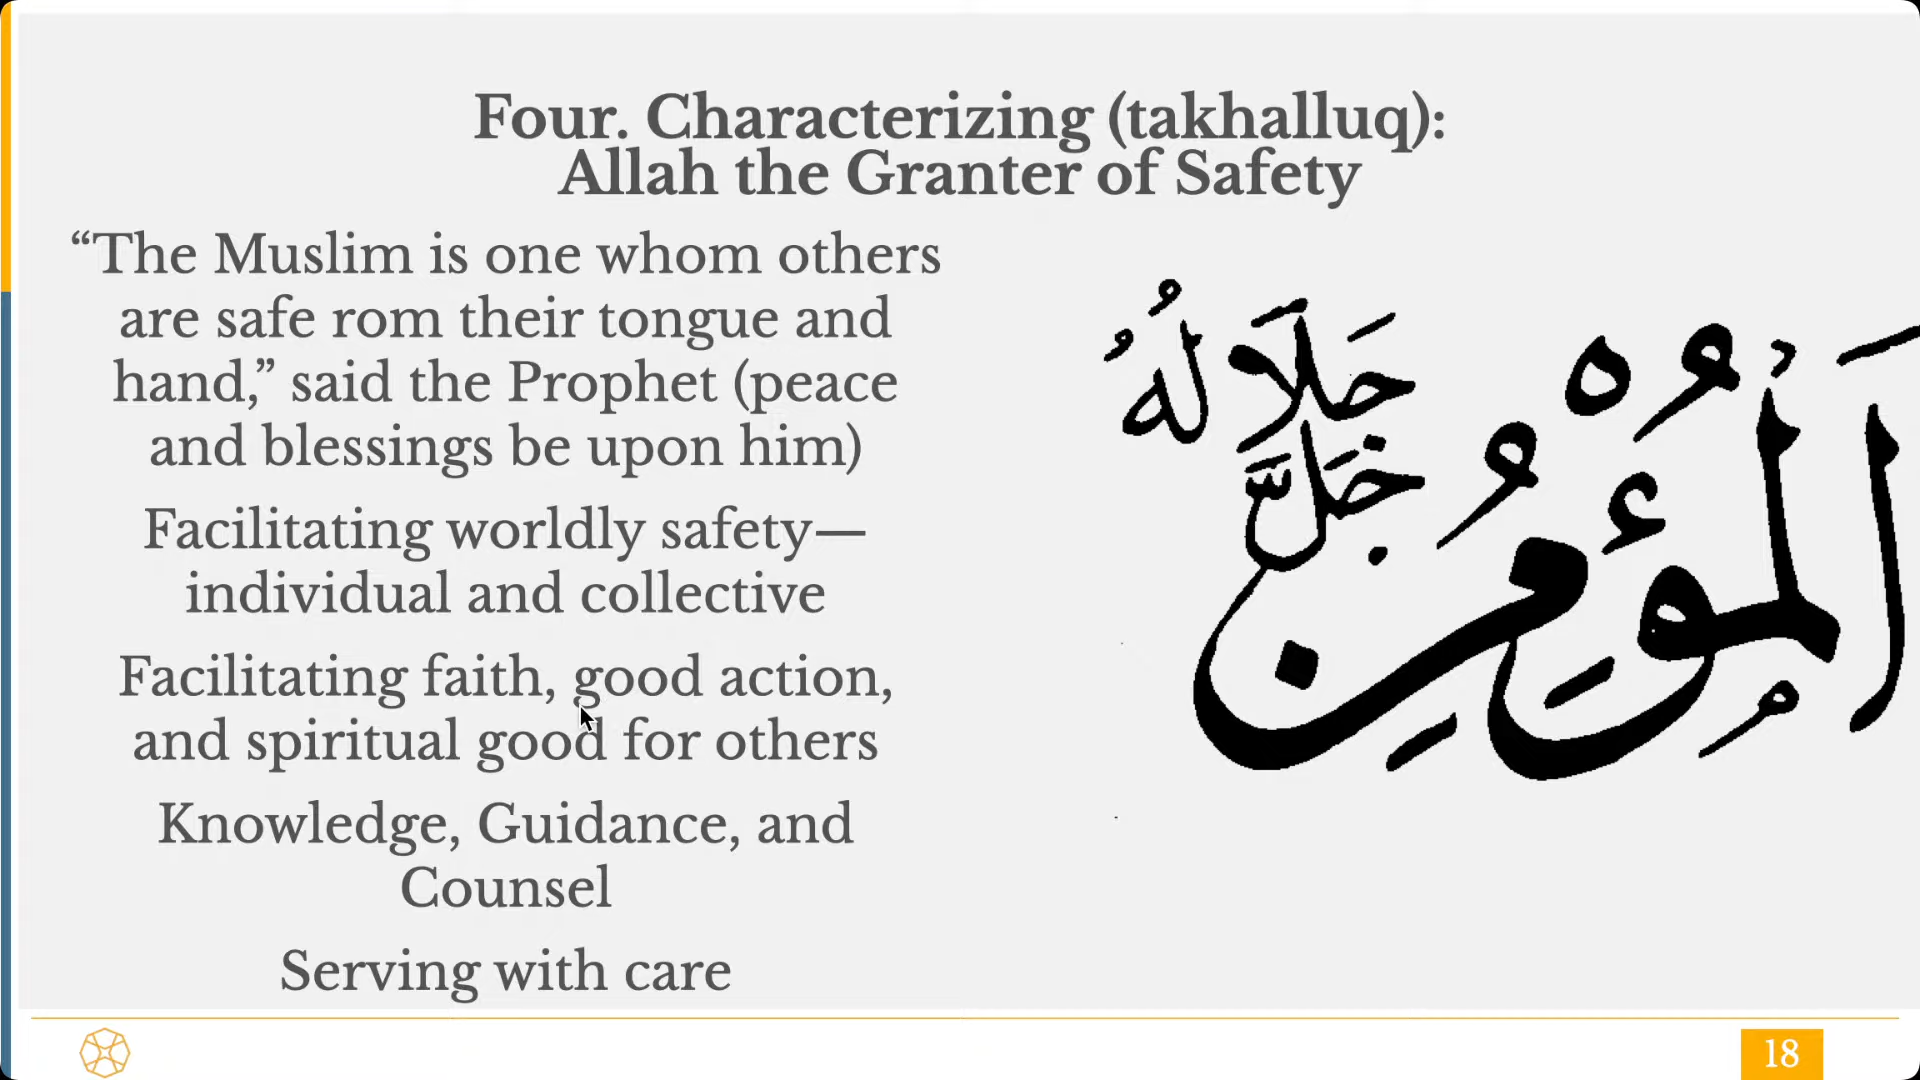 Four. Characterizing (takhalluq):
Allah the Granter of Safety
“The Muslim is one whom others
are safe rom their tongue and
hand,” said the Prophet (peace
and blessings be upon him)
Facilitating worldly safety—
individual and collective
Facilitating faith, good action,
and spiritual good for others
Knowledge, Guidance, and
Counsel
Serving with care
اَلْمُؤْمِنُ
جَلَّ
جَلَالُهُ
18